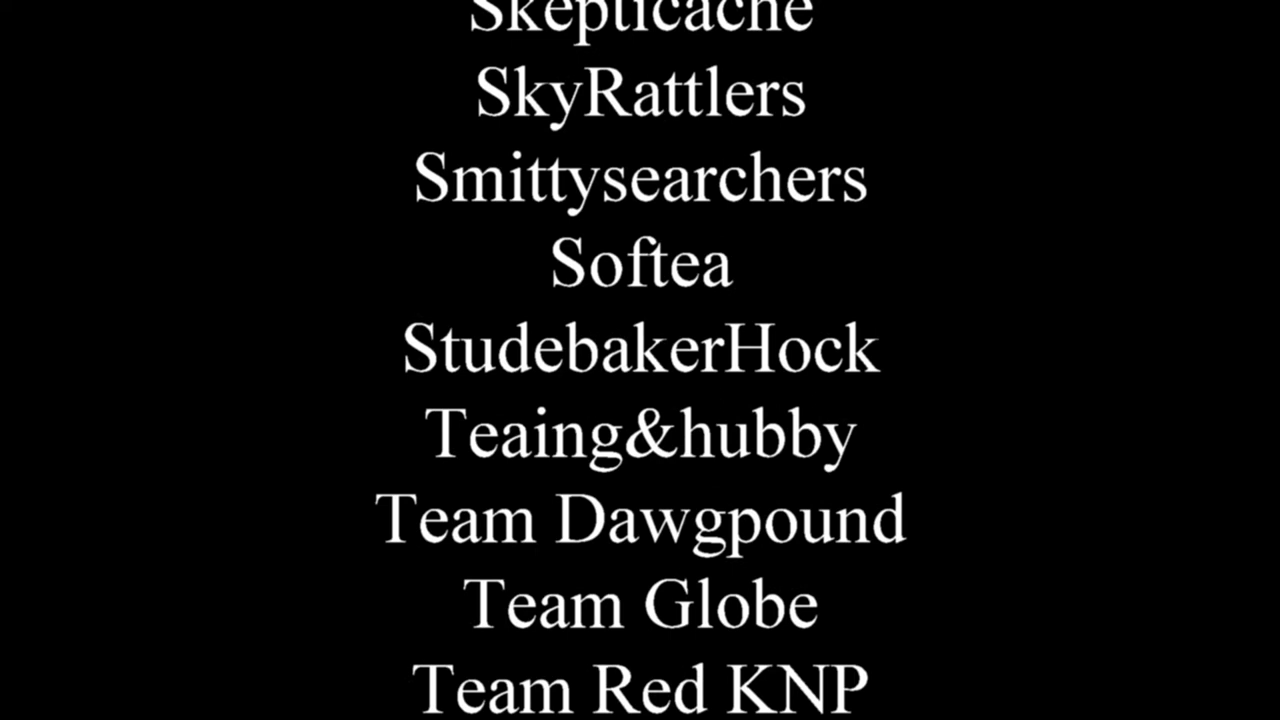 Skepticache
SkyRattlers
Smittysearchers
Softea
StudebakerHock
Teaing&hubby
Team Dawgpound
Team Globe
Team Red KNP